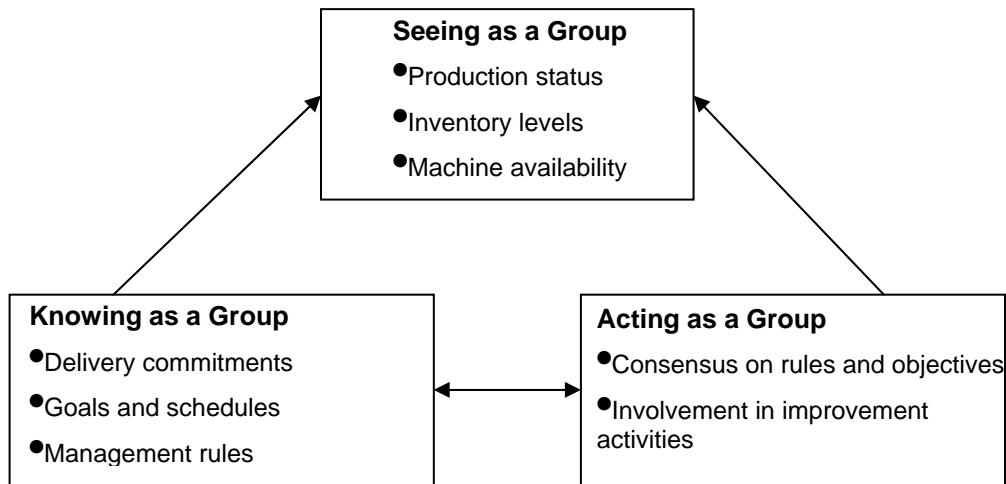 Seeing as a Group
●Production status
●Inventory levels
●Machine availability
Knowing as a Group
●Delivery commitments
●Goals and schedules
●Management rules
Acting as a Group
●Consensus on rules and objectives
●Involvement in improvement
activities